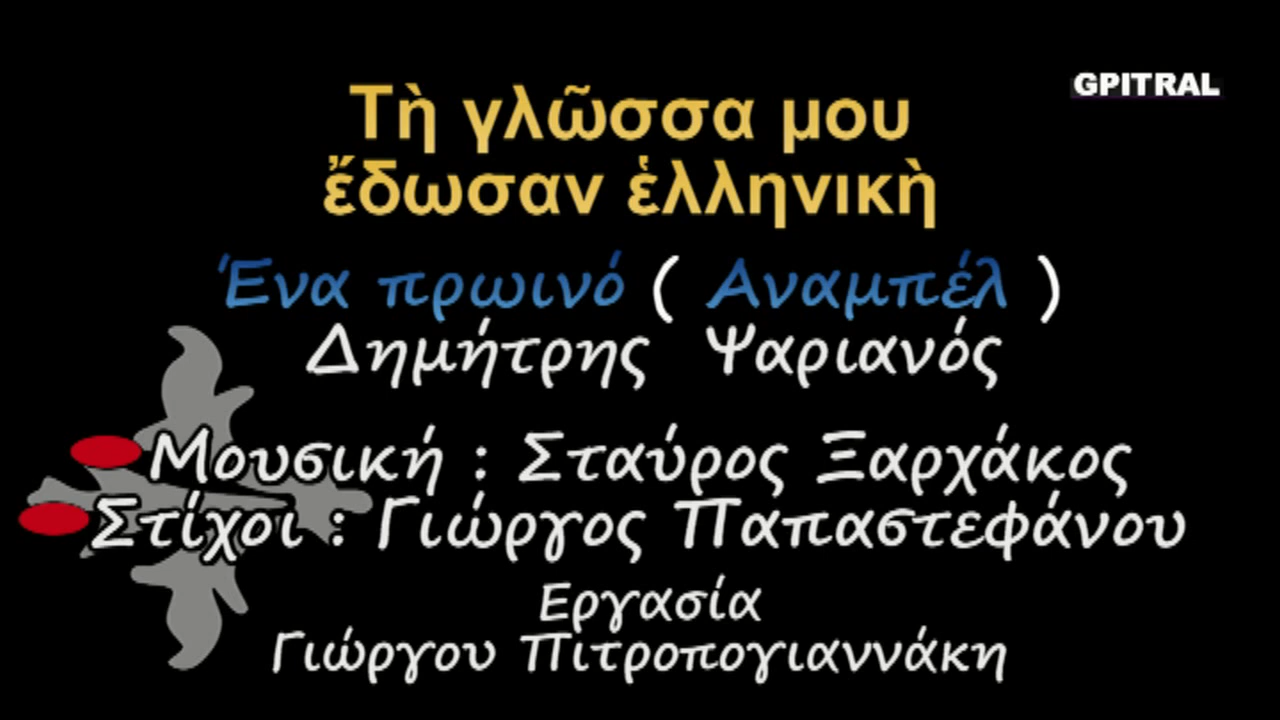 GPITRAL
Τὴ γλῶσσα μου
ἔδωσαν ἑλληνικὴ
Ένα πρωινό ( Αναμπέλ )
Δημήτρης Ψαριανός
Μουσική : Σταύρος Ξαρχάκος
Στίχοι : Γιώργος Παπαστεφάνου
Εργασία
Γιώργου Πιτροπογιαννάκη